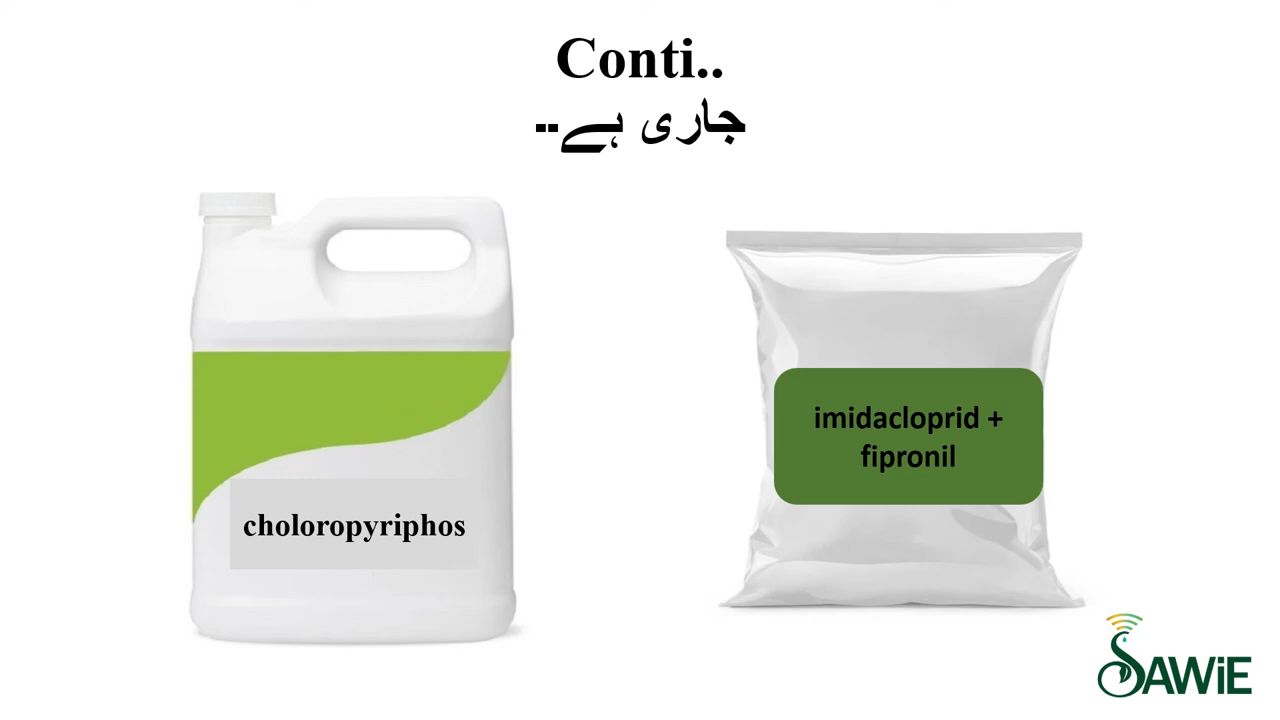 Conti..
جاری ہے..
choloropyriphos
imidacloprid +
fipronil
SAWiE